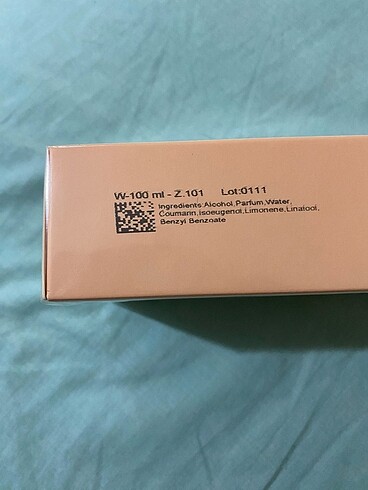 W-100 ml - Z.101 Lot:0111
Ingredients:Alcohol,Parfum,Water,
Coumarin,Isoeugenol,Limonene,Linalool,
Benzyl Benzoate